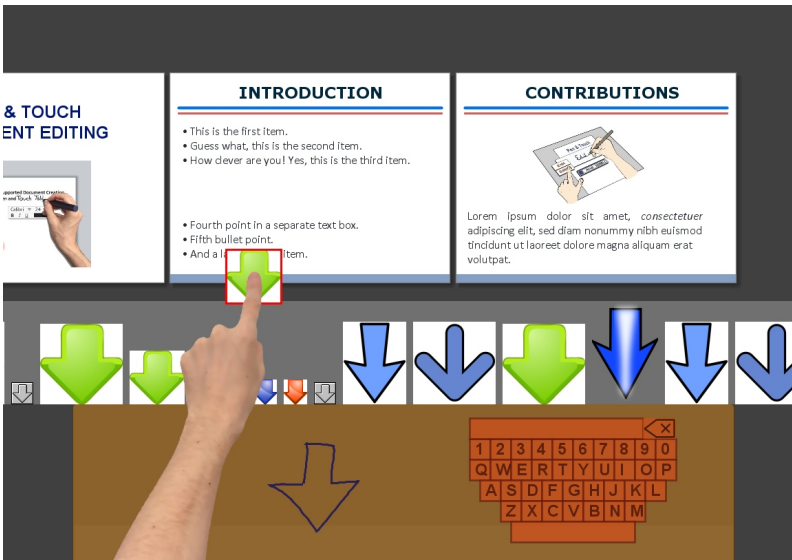 & TOUCH
ENT EDITING
INTRODUCTION
• This is the first item.
• Guess what, this is the second item.
• How clever are you! Yes, this is the third item.
• Fourth point in a separate text box.
• Fifth bullet point.
• And a la item.
CONTRIBUTIONS
Lorem ipsum dolor sit amet, consectetuer
adipiscing elit, sed diam nonummy nibh euismod
tincidunt ut laoreet dolore magna aliquam erat
volutpat.
1 2 3 4 5 6 7 8 9 0
Q W E R T Y U I O P
A S D F G H J K L
Z X C V B N M